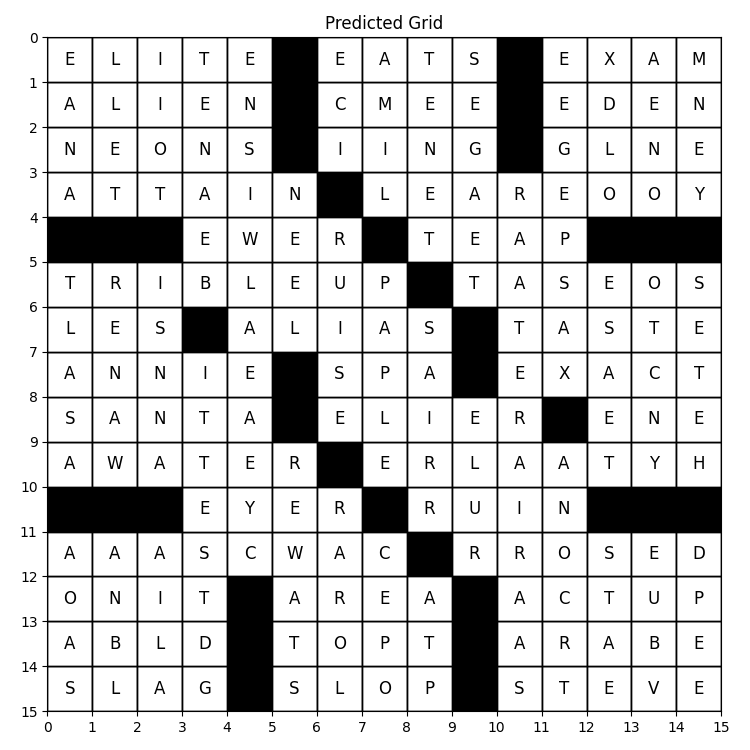 Predicted Grid
0 E L I T E E A T S E X A M
1 A L I E N C M E E E D E N
2 N E O N S I I N G G L N E
3 A T T A I N L E A R E O O Y
4 E W E R T E A P
5 T R I B L E U P T A S E O S
6 L E S A L I A S T A S T E
7 A N N I E S P A E X A C T
8 S A N T A E L I E R E N E
9 A W A T E R E R L A A T Y H
10 E Y E R R U I N
11 A A A S C W A C R R O S E D
12 O N I T A R E A A C T U P
13 A B L D T O P T A R A B E
14 S L A G S L O P S T E V E
15
0 1 2 3 4 5 6 7 8 9 10 11 12 13 14 15